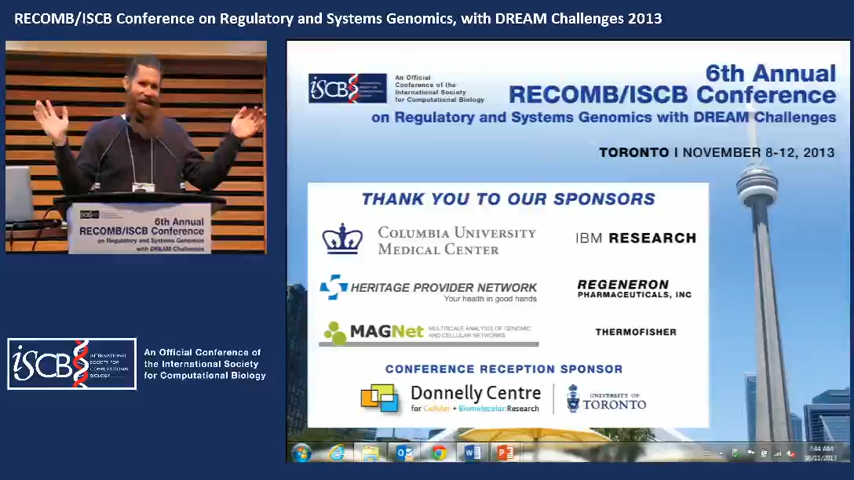 RECOMB/ISCB Conference on Regulatory and Systems Genomics, with DREAM Challenges 2013
6th Annual
RECOMB/ISCB Conference
on Regulatory and Systems Genomics
with DREAM Challenges
iSCB
INTERNATIONAL
SOCIETY FOR
COMPUTATIONAL
BIOLOGY
An Official Conference of
the International Society
for Computational Biology
iSCB
An Official
Conference of the
International Society
for Computational Biology
6th Annual
RECOMB/ISCB Conference
on Regulatory and Systems Genomics with DREAM Challenges
TORONTO | NOVEMBER 8-12, 2013
THANK YOU TO OUR SPONSORS
COLUMBIA UNIVERSITY
MEDICAL CENTER
IBM RESEARCH
HERITAGE PROVIDER NETWORK
Your health in good hands
REGENERON
PHARMACEUTICALS, INC
MAGNet
MULTISCALE ANALYSIS OF GENOMIC
AND CELLULAR NETWORKS
THERMOFISHER
CONFERENCE RECEPTION SPONSOR
Donnelly Centre
for Cellular + Biomolecular Research
UNIVERSITY OF
TORONTO
7:44 AM